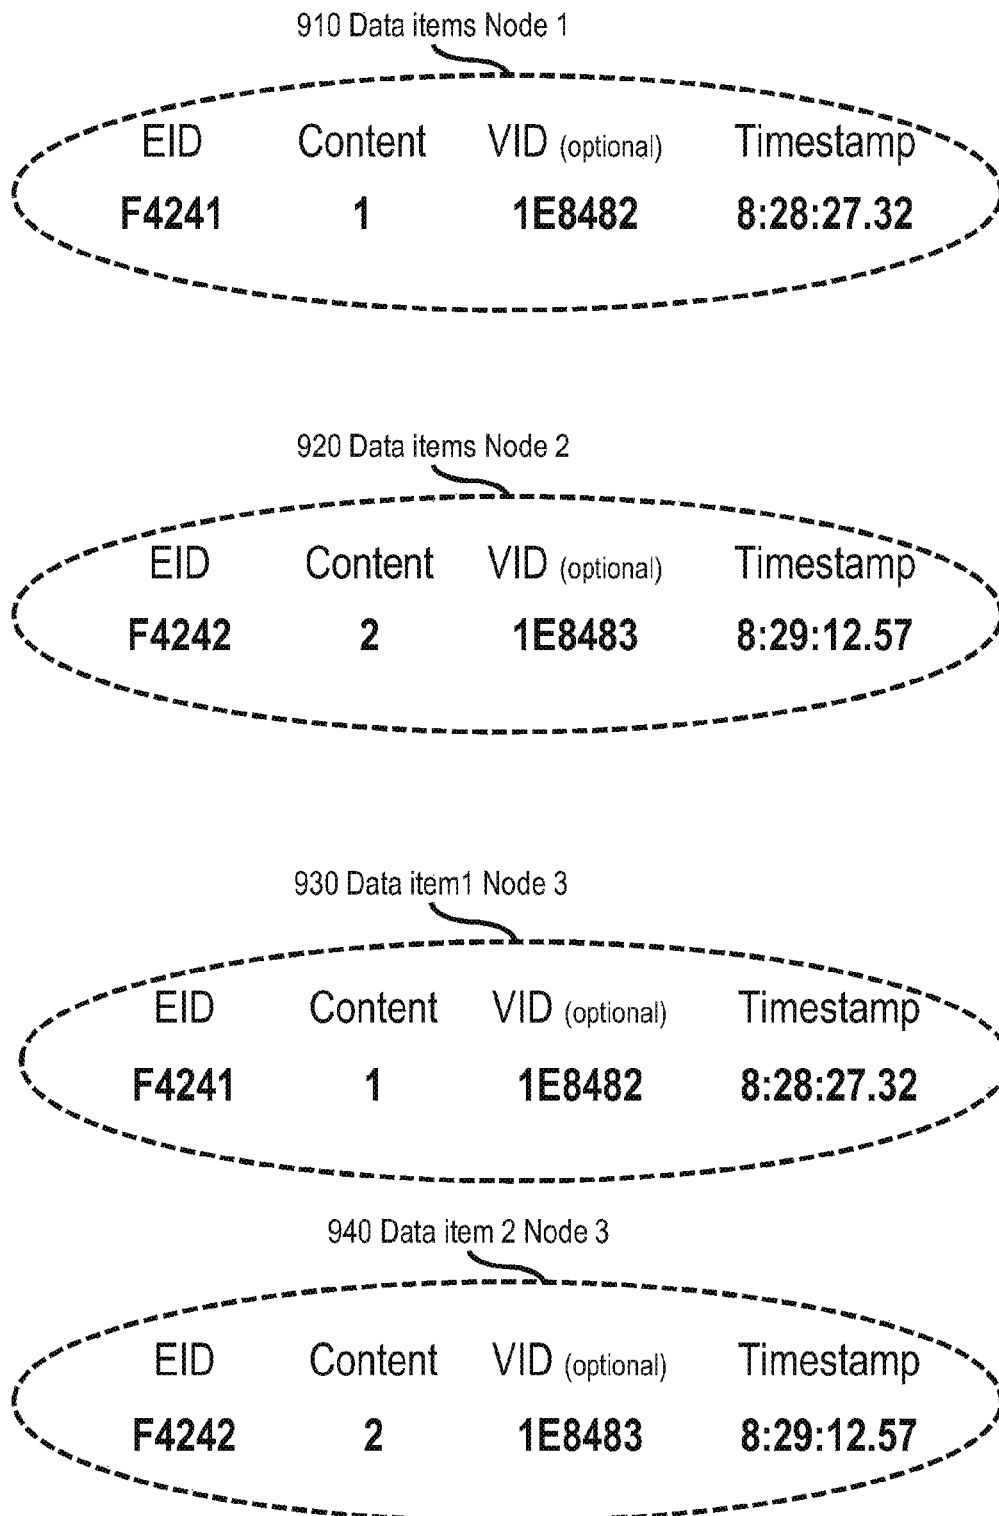 910 Data items Node 1
EID Content VID (optional) Timestamp
F4241 1 1E8482 8:28:27.32
920 Data items Node 2
EID Content VID (optional) Timestamp
F4242 2 1E8483 8:29:12.57
930 Data item1 Node 3
EID Content VID (optional) Timestamp
F4241 1 1E8482 8:28:27.32
940 Data item 2 Node 3
EID Content VID (optional) Timestamp
F4242 2 1E8483 8:29:12.57